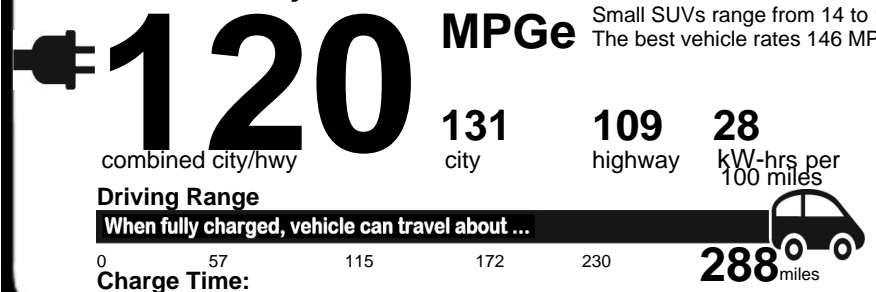 120 MPGe
Small SUVs range from 14 to
The best vehicle rates 146
131 109 28
combined city/hwy city highway kW-hrs per
100 miles
Driving Range
When fully charged, vehicle can travel about ...
0 57 115 172 230 288 miles
Charge Time: